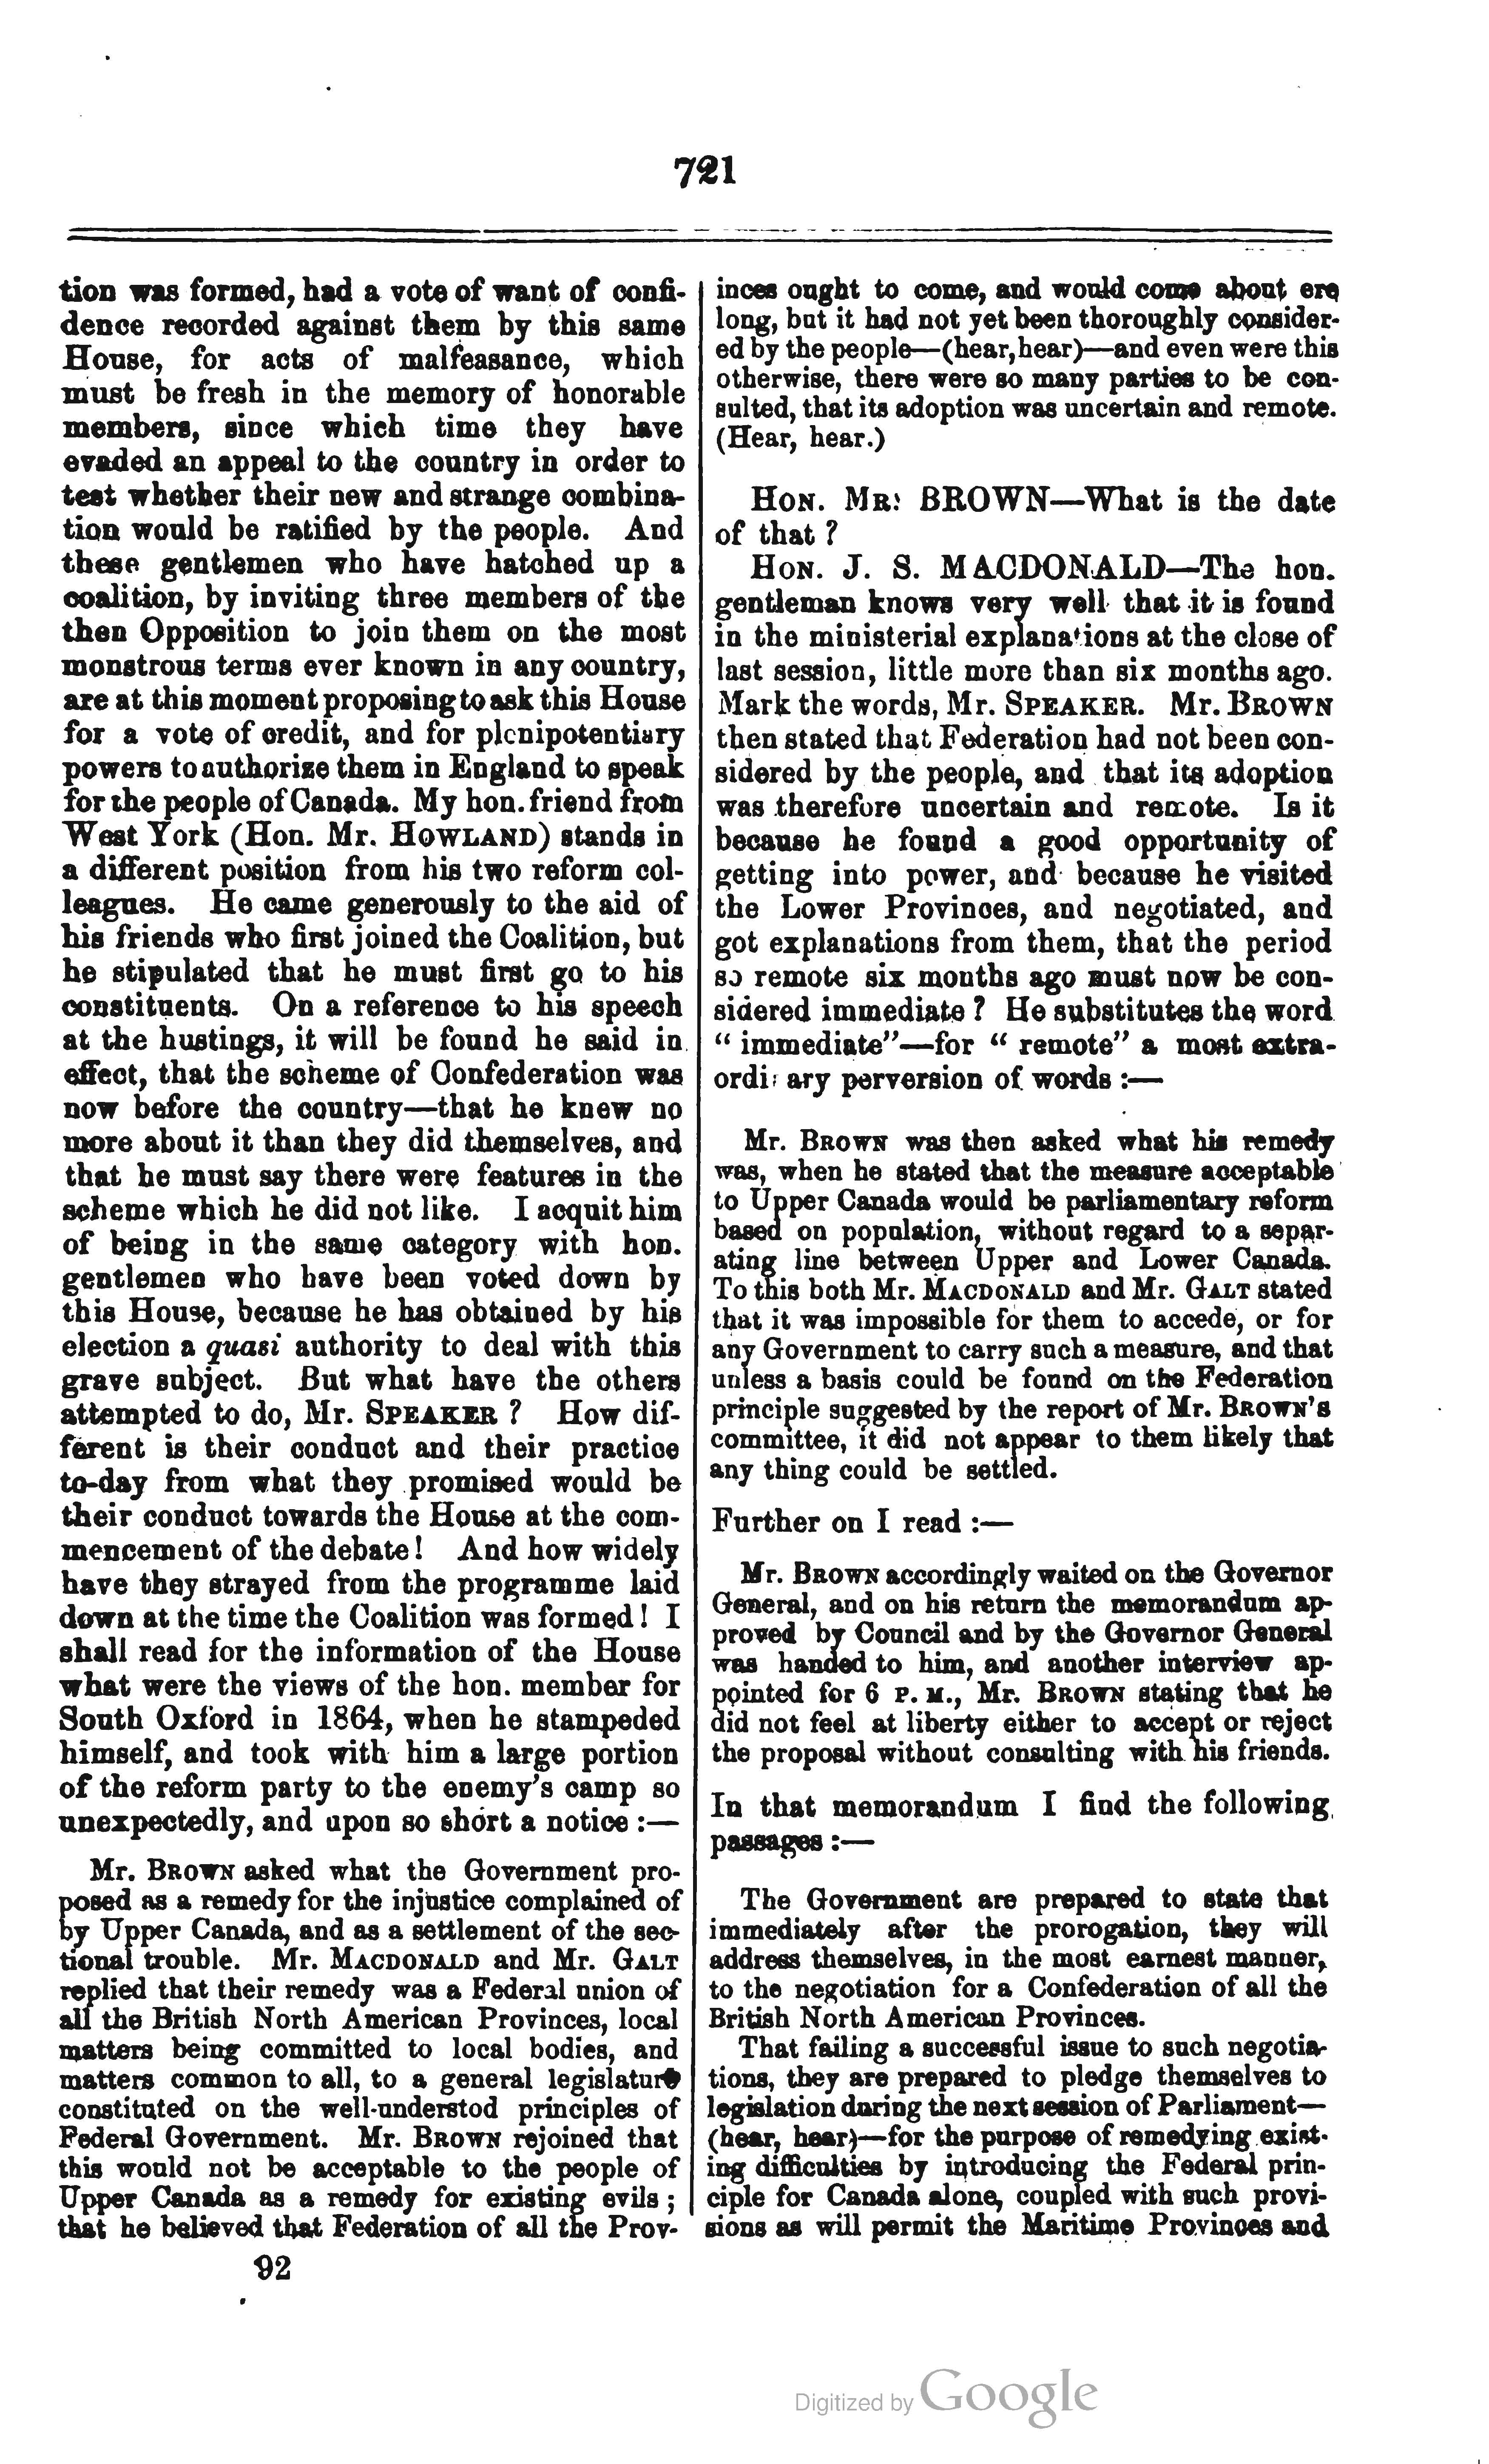 721
tion was formed, had a vote of want of confi-
dence recorded against them by this same
House, for acts of malfeasance, which
must be fresh in the memory of honorable
members, since which time they have
evaded an appeal to the country in order to
test whether their new and strange combina-
tion would be ratified by the people. And
these gentlemen who have hatched up a
coalition, by inviting three members of the
then Opposition to join them on the most
monstrous terms ever known in any country,
are at this moment proposing to ask this House
for a vote of credit, and for plenipotentiary
powers to authorize them in England to speak
for the people of Canada. My hon. friend from
West York (Hon. Mr. HOWLAND) stands in
a different position from his two reform col-
leagues. He came generously to the aid of
his friends who first joined the Coalition, but
he stipulated that he must first go to his
constituents. On a reference to his speech
at the hustings, it will be found he said in
effect, that the scheme of Confederation was
now before the country—that he knew no
more about it than they did themselves, and
that he must say there were features in the
scheme which he did not like. I acquit him
of being in the same category with hon.
gentlemen who have been voted down by
this House, because he has obtained by his
election a quasi authority to deal with this
grave subject. But what have the others
attempted to do, Mr. SPEAKER ? How dif-
ferent is their conduct and their practice
to-day from what they promised would be
their conduct towards the House at the com-
mencement of the debate! And how widely
have they strayed from the programme laid
down at the time the Coalition was formed! I
shall read for the information of the House
what were the views of the hon. member for
South Oxford in 1864, when he stampeded
himself, and took with him a large portion
of the reform party to the enemy's camp so
unexpectedly, and upon so short a notice :—
Mr. BROWN asked what the Government pro-
posed as a remedy for the injustice complained of
by Upper Canada, and as a settlement of the sec-
tional trouble. Mr. MACDONALD and Mr. GALT
replied that their remedy was a Federal union of
all the British North American Provinces, local
matters being committed to local bodies, and
matters common to all, to a general legislature
constituted on the well-understod principles of
Federal Government. Mr. BROWN rejoined that
this would not be acceptable to the people of
Upper Canada as a remedy for existing evils ;
that he believed that Federation of all the Prov-
92
inces ought to come, and would come about ere
long, but it had not yet been thoroughly consider-
ed by the people—(hear, hear)—and even were this
otherwise, there were so many parties to be con-
sulted, that its adoption was uncertain and remote.
(Hear, hear.)
HON. MR. BROWN—What is the date
of that ?
HON. J. S. MACDONALD—The hon.
gentleman knows very well that it is found
in the ministerial explanations at the close of
last session, little more than six months ago.
Mark the words, Mr. SPEAKER. Mr. BROWN
then stated that Federation had not been con-
sidered by the people, and that its adoption
was therefore uncertain and remote. Is it
because he found a good opportunity of
getting into power, and because he visited
the Lower Provinces, and negotiated, and
got explanations from them, that the period
so remote six months ago must now be con-
sidered immediate ? He substitutes the word
" immediate"—for " remote" a most extra-
ordinary perversion of words :—
Mr. BROWN was then asked what his remedy
was, when he stated that the measure acceptable
to Upper Canada would be parliamentary reform
based on population, without regard to a separ-
ating line between Upper and Lower Canada.
To this both Mr. MACDONALD and Mr. GALT stated
that it was impossible for them to accede, or for
any Government to carry such a measure, and that
unless a basis could be found on the Federation
principle suggested by the report of Mr. BROWN'S
committee, it did not appear to them likely that
any thing could be settled.
Further on I read :—
Mr. BROWN accordingly waited on the Governor
General, and on his return the memorandum ap-
proved by Council and by the Governor General
was handed to him, and another interview ap-
pointed for 6 P. M., Mr. BROWN stating that he
did not feel at liberty either to accept or reject
the proposal without consulting with his friends.
In that memorandum I find the following
passages :—
The Government are prepared to state that
immediately after the prorogation, they will
address themselves, in the most earnest manner,
to the negotiation for a Confederation of all the
British North American Provinces.
That failing a successful issue to such negotia-
tions, they are prepared to pledge themselves to
legislation during the next session of Parliament—
(hear, hear)—for the purpose of remedying exist-
ing difficulties by introducing the Federal prin-
ciple for Canada alone, coupled with such provi-
sions as will permit the Maritime Provinces and
Digitized by Google